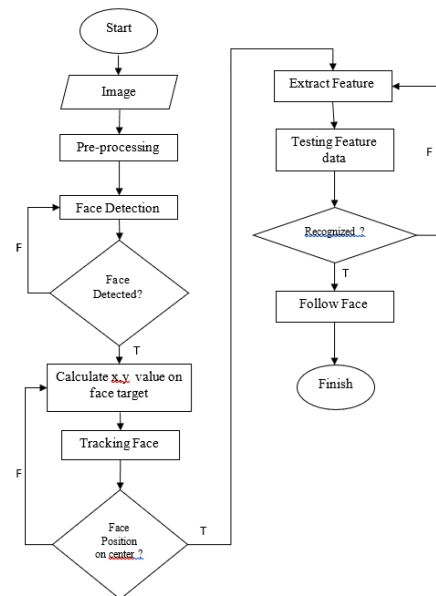 Start
Image
Pre-processing
Face Detection
F
Face
Detected?
T
Calculate x,y value on
face target
Tracking Face
F
Face
Position
on center ?
T
Extract Feature
Testing Feature
data
F
Recognized ?
T
Follow Face
Finish